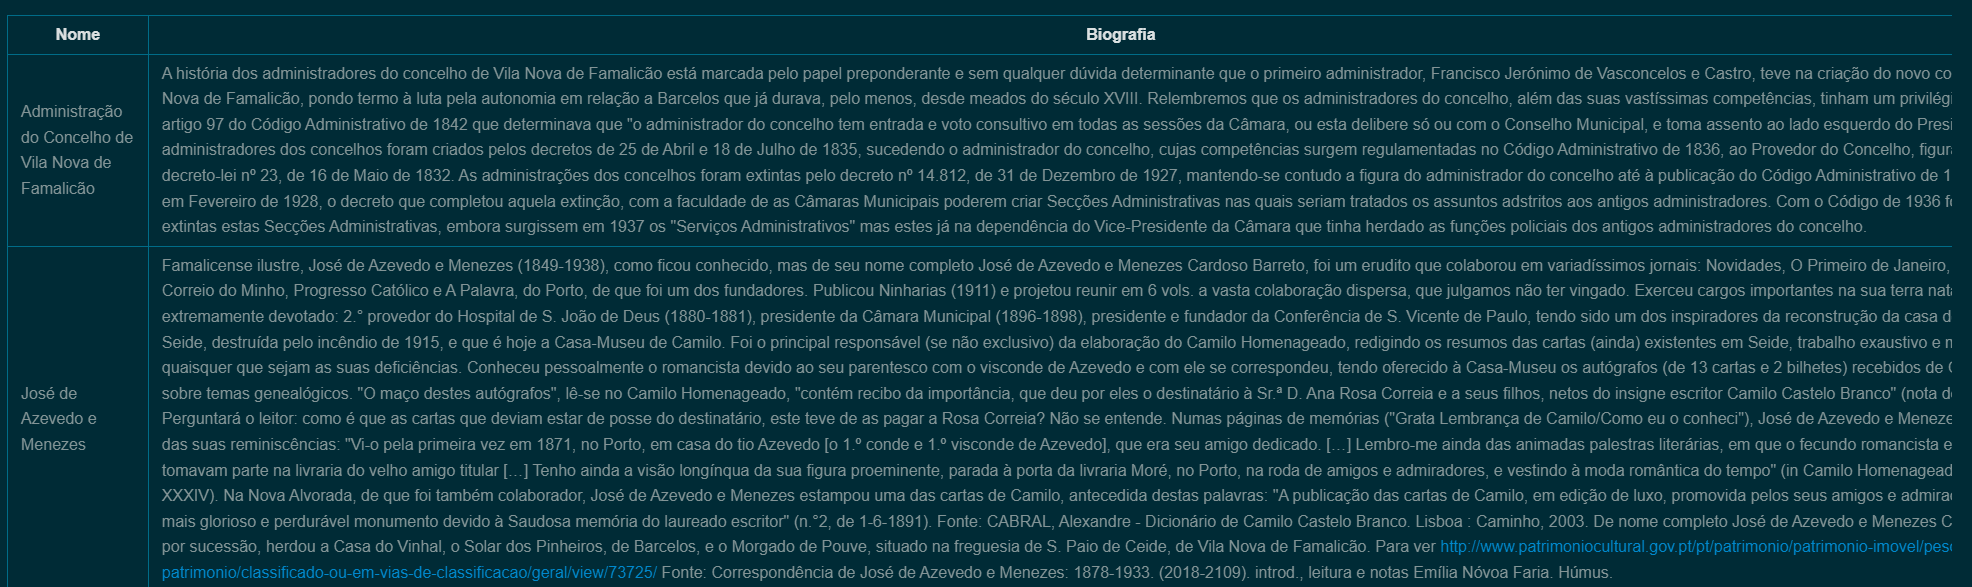 Nome
Biografia
Administração
do Concelho de
Vila Nova de
Famalicão
A história dos administradores do concelho de Vila Nova de Famalicão está marcada pelo papel preponderante e sem qualquer dúvida determinante que o primeiro administrador, Francisco Jerónimo de Vasconcelos e Castro, teve na criação do novo co
Nova de Famalicão, pondo termo à luta pela autonomia em relação a Barcelos que já durava, pelo menos, desde meados do século XVIII. Relembremos que os administradores do concelho, além das suas vastíssimas competências, tinham um privilégi
artigo 97 do Código Administrativo de 1842 que determinava que "o administrador do concelho tem entrada e voto consultivo em todas as sessões da Câmara, ou esta delibere só ou com o Conselho Municipal, e toma assento ao lado esquerdo do Presi
administradores dos concelhos foram criados pelos decretos de 25 de Abril e 18 de Julho de 1835, sucedendo o administrador do concelho, cujas competências surgem regulamentadas no Código Administrativo de 1836, ao Provedor do Concelho, figura
decreto-lei nº 23, de 16 de Maio de 1832. As administrações dos concelhos foram extintas pelo decreto nº 14.812, de 31 de Dezembro de 1927, mantendo-se contudo a figura do administrador do concelho até à publicação do Código Administrativo de 1
em Fevereiro de 1928, o decreto que completou aquela extinção, com a faculdade de as Câmaras Municipais poderem criar Secções Administrativas nas quais seriam tratados os assuntos adstritos aos antigos administradores. Com o Código de 1936 fo
extintas estas Secções Administrativas, embora surgissem em 1937 os "Serviços Administrativos" mas estes já na dependência do Vice-Presidente da Câmara que tinha herdado as funções policiais dos antigos administradores do concelho.
José de
Azevedo e
Menezes
Famalicense ilustre, José de Azevedo e Menezes (1849-1938), como ficou conhecido, mas de seu nome completo José de Azevedo e Menezes Cardoso Barreto, foi um erudito que colaborou em variadíssimos jornais: Novidades, O Primeiro de Janeiro,
Correio do Minho, Progresso Católico e A Palavra, do Porto, de que foi um dos fundadores. Publicou Ninharias (1911) e projetou reunir em 6 vols. a vasta colaboração dispersa, que julgamos não ter vingado. Exerceu cargos importantes na sua terra nata
extremamente devotado: 2.° provedor do Hospital de S. João de Deus (1880-1881), presidente da Câmara Municipal (1896-1898), presidente e fundador da Conferência de S. Vicente de Paulo, tendo sido um dos inspiradores da reconstrução da casa d
Seide, destruída pelo incêndio de 1915, e que é hoje a Casa-Museu de Camilo. Foi o principal responsável (se não exclusivo) da elaboração do Camilo Homenageado, redigindo os resumos das cartas (ainda) existentes em Seide, trabalho exaustivo e m
quaisquer que sejam as suas deficiências. Conheceu pessoalmente o romancista devido ao seu parentesco com o visconde de Azevedo e com ele se correspondeu, tendo oferecido à Casa-Museu os autógrafos (de 13 cartas e 2 bilhetes) recebidos de C
sobre temas genealógicos. "O maço destes autógrafos", lê-se no Camilo Homenageado, "contém recibo da importância, que deu por eles o destinatário à Sr.ª D. Ana Rosa Correia e a seus filhos, netos do insigne escritor Camilo Castelo Branco" (nota de
Perguntará o leitor: como é que as cartas que deviam estar de posse do destinatário, este teve de as pagar a Rosa Correia? Não se entende. Numas páginas de memórias ("Grata Lembrança de Camilo/Como eu o conheci"), José de Azevedo e Meneze
das suas reminiscências: "Vi-o pela primeira vez em 1871, no Porto, em casa do tio Azevedo [o 1.º conde e 1.º visconde de Azevedo], que era seu amigo dedicado. […] Lembro-me ainda das animadas palestras literárias, em que o fecundo romancista e
tomavam parte na livraria do velho amigo titular […] Tenho ainda a visão longínqua da sua figura proeminente, parada à porta da livraria Moré, no Porto, na roda de amigos e admiradores, e vestindo à moda romântica do tempo" (in Camilo Homenagead
XXXIV). Na Nova Alvorada, de que foi também colaborador, José de Azevedo e Menezes estampou uma das cartas de Camilo, antecedida destas palavras: "A publicação das cartas de Camilo, em edição de luxo, promovida pelos seus amigos e admirad
mais glorioso e perdurável monumento devido à Saudosa memória do laureado escritor" (n.°2, de 1-6-1891). Fonte: CABRAL, Alexandre - Dicionário de Camilo Castelo Branco. Lisboa : Caminho, 2003. De nome completo José de Azevedo e Menezes C
por sucessão, herdou a Casa do Vinhal, o Solar dos Pinheiros, de Barcelos, e o Morgado de Pouve, situado na freguesia de S. Paio de Ceide, de Vila Nova de Famalicão. Para ver http://www.patrimoniocultural.gov.pt/pt/patrimonio/patrimonio-imovel/pesq
patrimonio/classificado-ou-em-vias-de-classificacao/geral/view/73725/ Fonte: Correspondência de José de Azevedo e Menezes: 1878-1933. (2018-2109). introd., leitura e notas Emília Nóvoa Faria. Húmus.